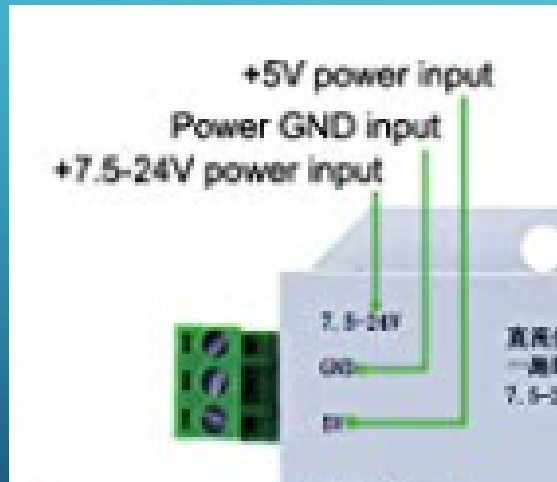 +5V power input
Power GND input
+7.5-24V power input
7.5-24V
GND
5V